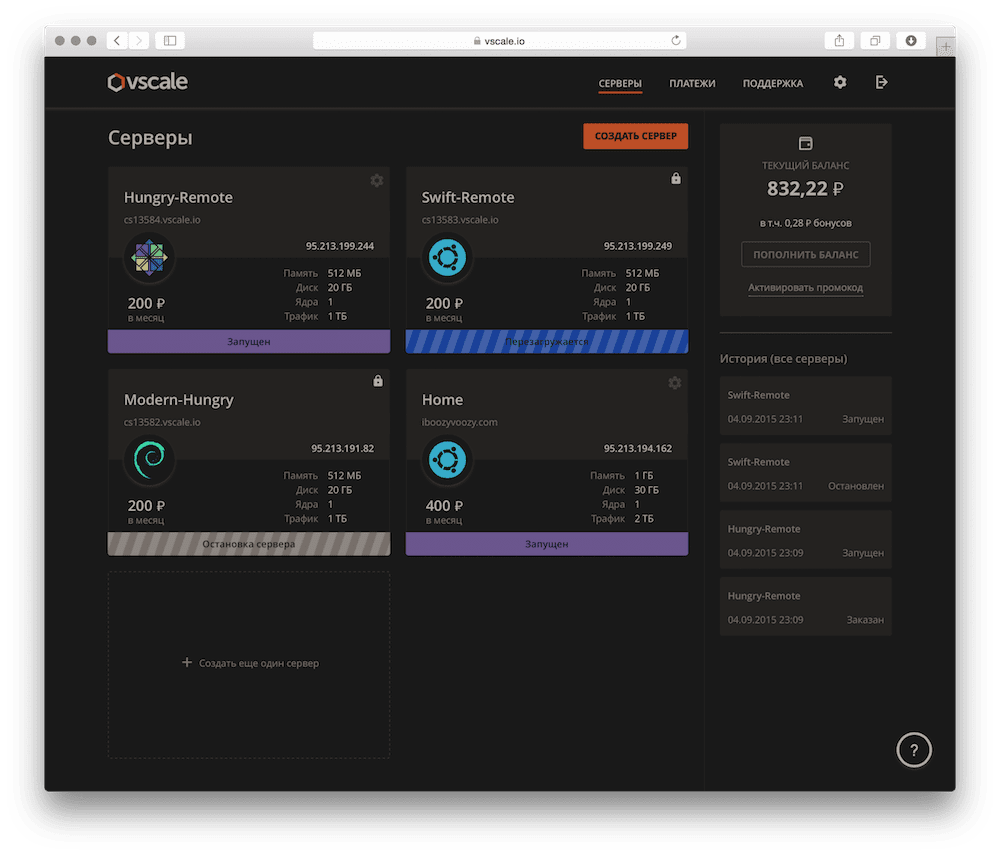 vscale.io
vscale
СЕРВЕРЫ ПЛАТЕЖИ ПОДДЕРЖКА
Серверы
СОЗДАТЬ СЕРВЕР
Hungry-Remote
cs13584.vscale.io
95.213.199.244
Память 512 МБ
Диск 20 ГБ
Ядра 1
Трафик 1 ТБ
200 ₽
в месяц
Запущен
Swift-Remote
cs13583.vscale.io
95.213.199.249
Память 512 МБ
Диск 20 ГБ
Ядра 1
Трафик 1 ТБ
200 ₽
в месяц
Перезагружается
Modern-Hungry
cs13582.vscale.io
95.213.191.82
Память 512 МБ
Диск 20 ГБ
Ядра 1
Трафик 1 ТБ
200 ₽
в месяц
Остановка сервера
Home
iboozyvoozy.com
95.213.194.162
Память 1 ГБ
Диск 30 ГБ
Ядра 1
Трафик 2 ТБ
400 ₽
в месяц
Запущен
+ Создать еще один сервер
ТЕКУЩИЙ БАЛАНС
832,22 ₽
в т.ч. 0,28 ₽ бонусов
ПОПОЛНИТЬ БАЛАНС
Активировать промокод
История (все серверы)
Swift-Remote
04.09.2015 23:11 Запущен
Swift-Remote
04.09.2015 23:11 Остановлен
Hungry-Remote
04.09.2015 23:09 Запущен
Hungry-Remote
04.09.2015 23:09 Заказан
?